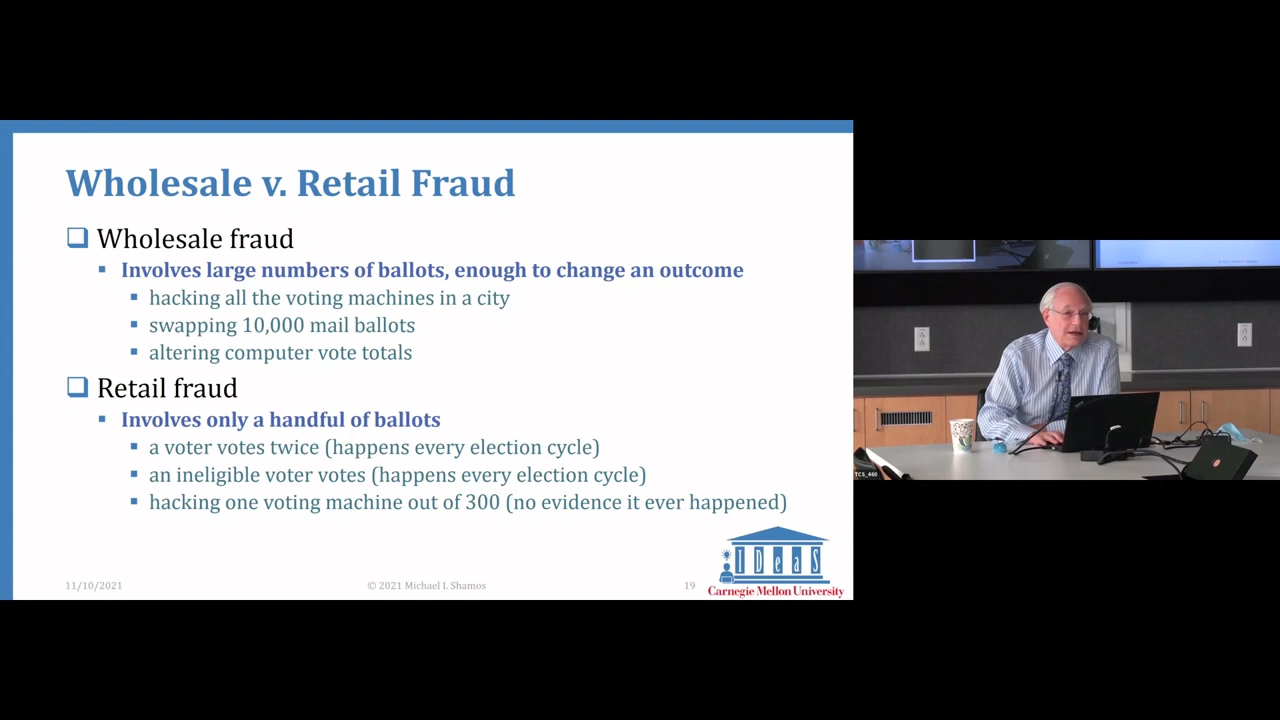 Wholesale v. Retail Fraud
Wholesale fraud
Involves large numbers of ballots, enough to change an outcome
hacking all the voting machines in a city
swapping 10,000 mail ballots
altering computer vote totals
Retail fraud
Involves only a handful of ballots
a voter votes twice (happens every election cycle)
an ineligible voter votes (happens every election cycle)
hacking one voting machine out of 300 (no evidence it ever happened)
IDeaS
Carnegie Mellon University
11/10/2021
© 2021 Michael I. Shamos
19
TCS_460